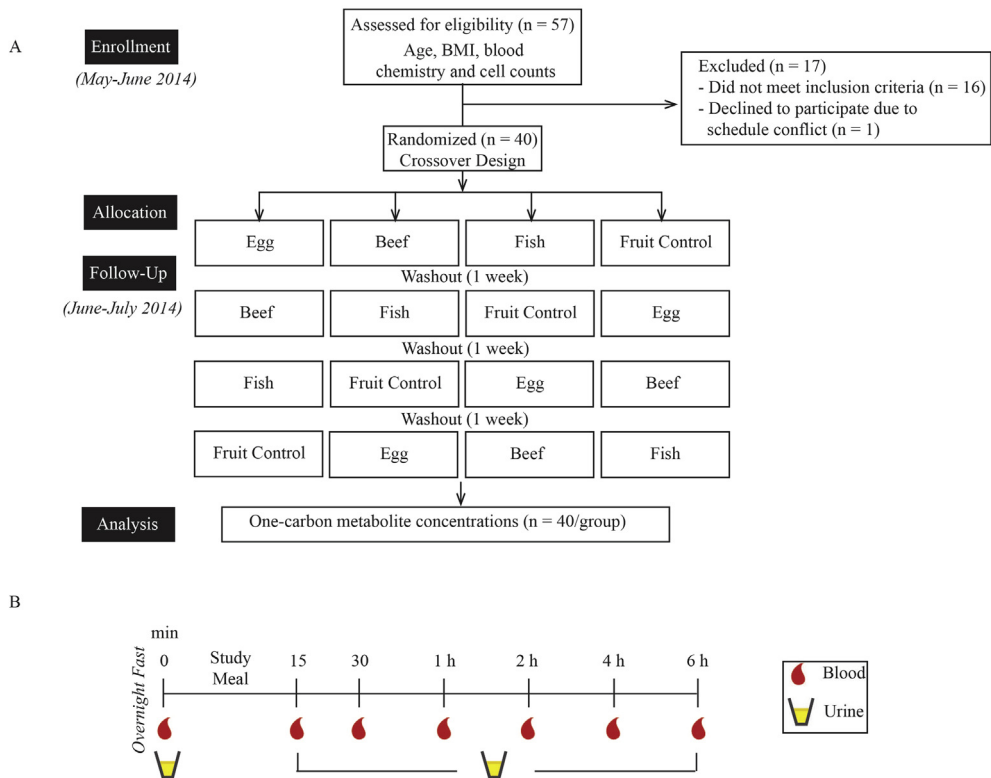 A
Enrollment
(May-June 2014)
Assessed for eligibility (n = 57)
Age, BMI, blood
chemistry and cell counts
Excluded (n = 17)
- Did not meet inclusion criteria (n = 16)
- Declined to participate due to
schedule conflict (n = 1)
Randomized (n = 40)
Crossover Design
Allocation
Egg
Beef
Fish
Fruit Control
Washout (1 week)
Follow-Up
(June-July 2014)
Beef
Fish
Fruit Control
Egg
Washout (1 week)
Fish
Fruit Control
Egg
Beef
Washout (1 week)
Fruit Control
Egg
Beef
Fish
Analysis
One-carbon metabolite concentrations (n = 40/group)
B
Overnight Fast
min
0
Study
Meal
15
30
1 h
2 h
4 h
6 h
Blood
Urine